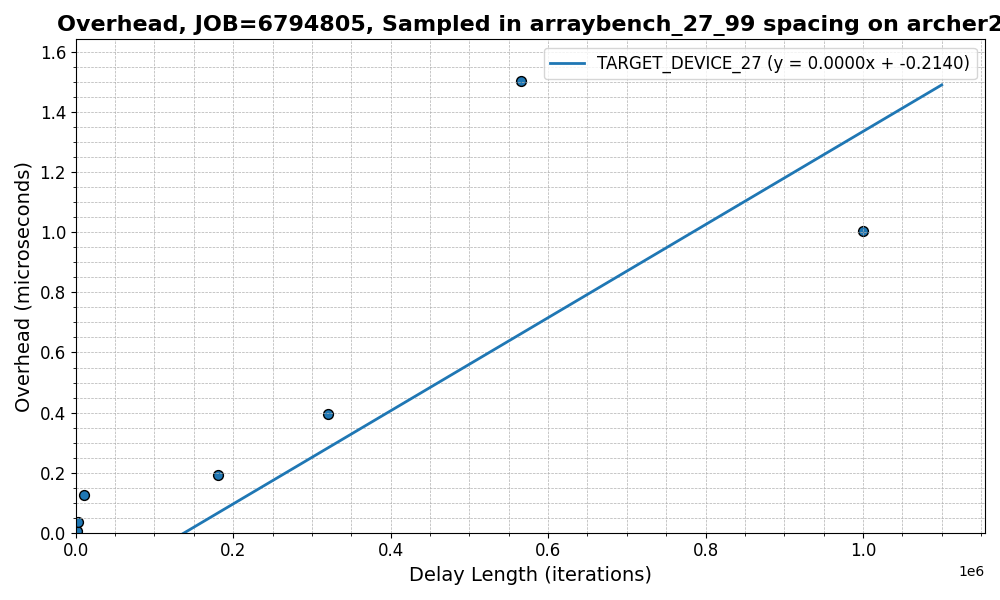 Overhead, JOB=6794805, Sampled in arraybench_27_99 spacing on archer2
TARGET_DEVICE_27 (y = 0.0000x + -0.2140)
Overhead (microseconds)
1.6
1.4
1.2
1.0
0.8
0.6
0.4
0.2
0.0
0.0 0.2 0.4 0.6 0.8 1.0
1e6
Delay Length (iterations)